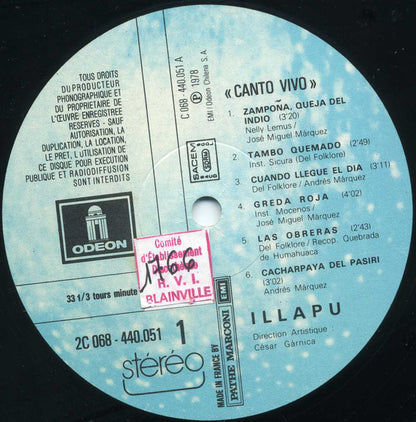 TOUS DROITS
DU PRODUCTEUR
PHONOGRAPHIQUE ET
DU PROPRIETAIRE DE
L'ŒUVRE ENREGISTREE
RESERVES - SAUF
AUTORISATION, LA
DUPLICATION, LA LOCATION,
LE PRET, L'UTILISATION DE
CE DISQUE POUR EXECUTION
PUBLIQUE ET RADIODIFFUSION
SONT INTERDITS
ODEON
33 1/3 tours minute
2C 068 - 440.051 1
stéréo
Comité
d'Etablissement
1766
R. V. I.
BLAINVILLE
C 068-440.051 A
℗ 1978
EMI / Odeon Chilena S. A.
SACEM
« CANTO VIVO »
1. ZAMPOÑA, QUEJA DEL
INDIO (3'20)
Nelly Lemus /
José Miguel Márquez
2. TAMBO QUEMADO (2'49)
Inst. Sicura (Del Folklore)
3. CUANDO LLEGUE EL DIA (3'11)
Del Folklore / Andrés Márquez
4. GREDA ROJA (4'02)
Inst. Mocenos /
José Miguel Márquez
5. LAS OBRERAS (2'43)
Del Folklore / Recop. Quebrada
de Humahuaca
6. CACHARPAYA DEL PASIRI
(3'02)
Andrés Márquez
ILLAPU
Direction Artistique :
César Gárnica
MADE IN FRANCE BY
PATHE MARCONI EMI